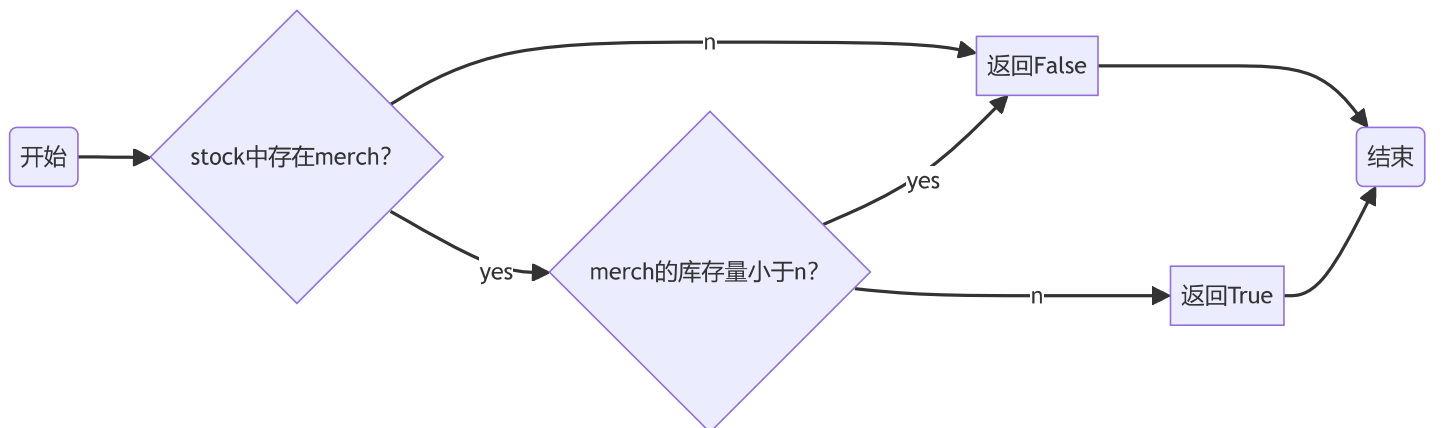 开始
stock中存在merch?
n
yes
merch的库存量小于n?
yes
n
返回False
返回True
结束